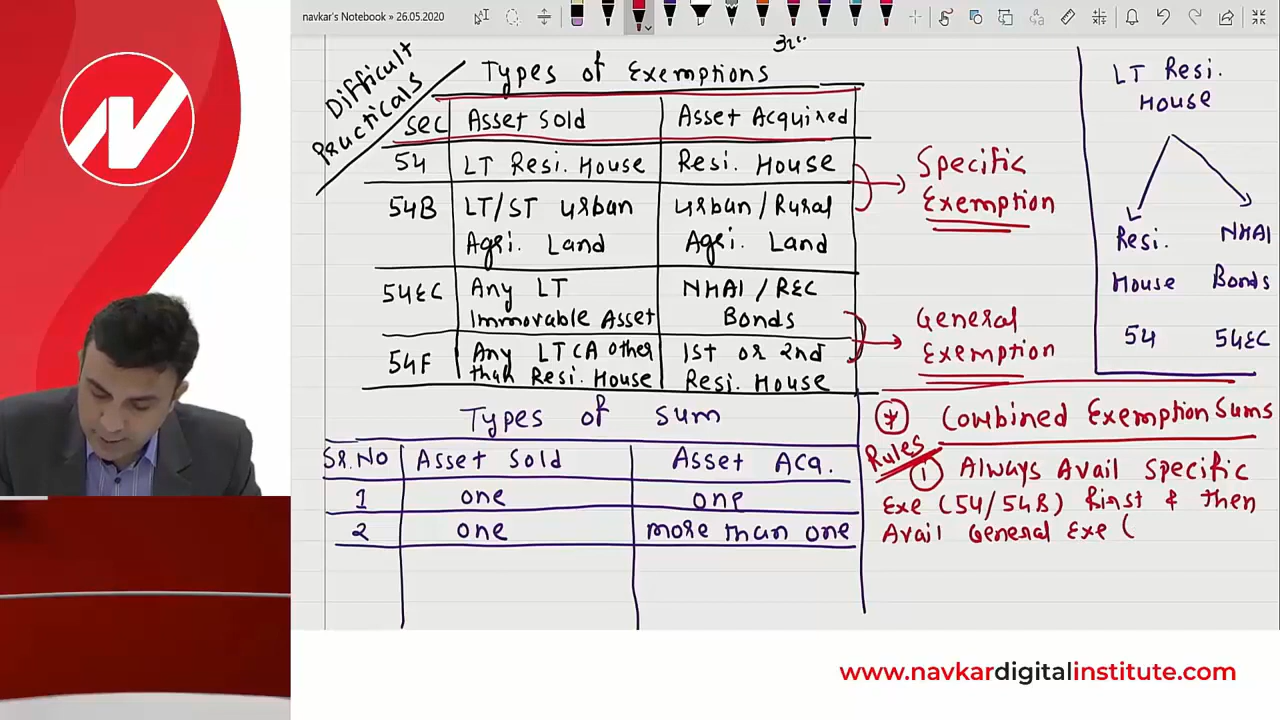 navkar's Notebook » 26.05.2020
Difficult
Practicals
Types of Exemptions
Sec Asset Sold Asset Acquired
54 LT Resi. House Resi. House
54B LT/ST urban urban/Rural
Agri. Land Agri. Land
54EC Any LT NHAI / REC
Immovable Asset Bonds
54F Any LTCA other 1st or 2nd
than Resi. House Resi. House
Specific
Exemption
General
Exemption
LT Resi.
House
Resi. NHAI
House Bonds
54 54EC
Types of sum
Sr. No Asset Sold Asset Acq.
1 one one
2 one more than one
* Combined Exemption Sums
Rules
1 Always Avail Specific
Exe (54/54B) first & then
Avail General Exe (
www.navkardigitalinstitute.com